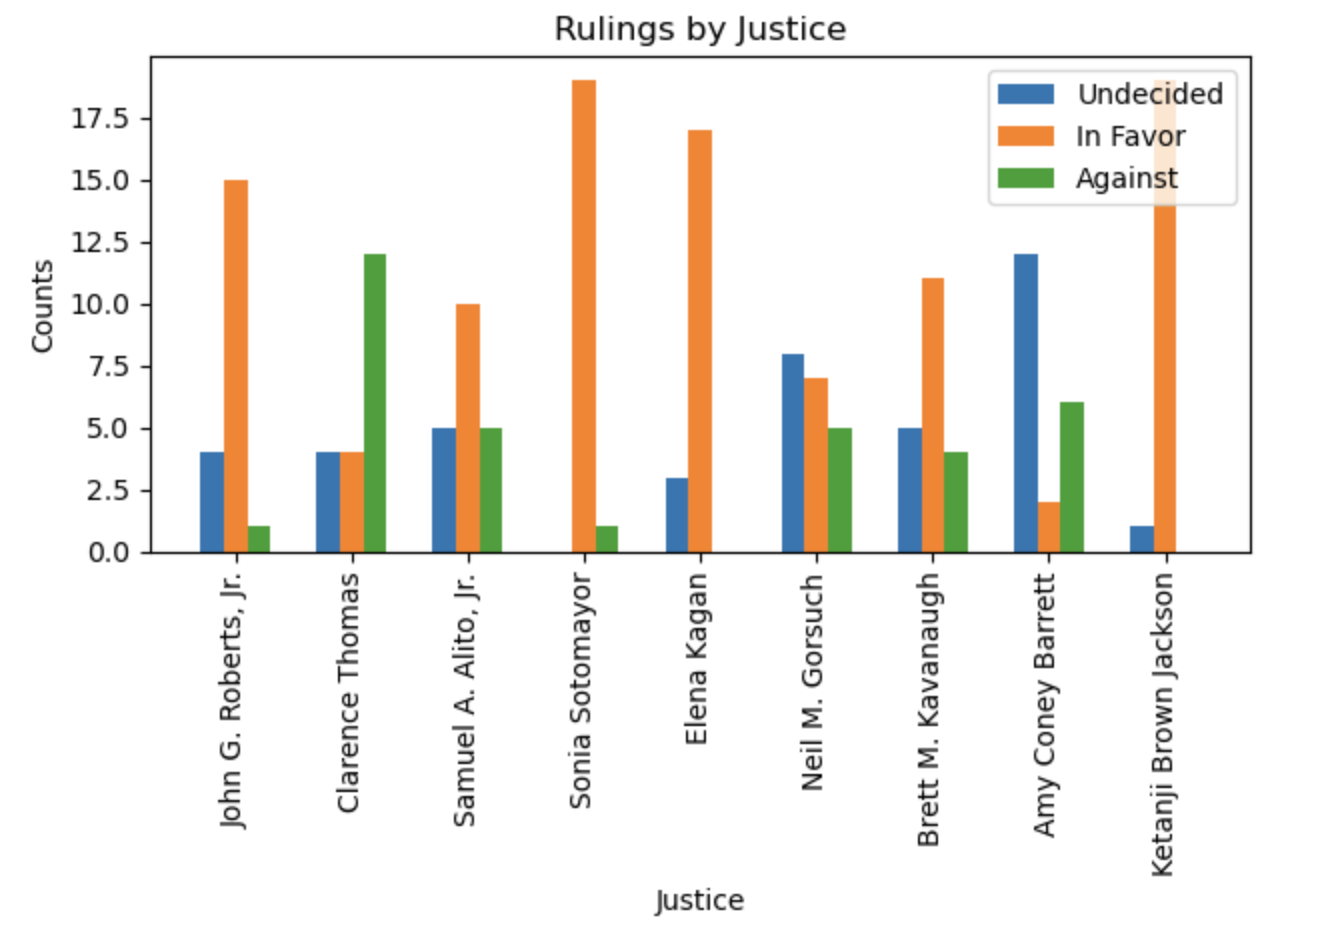 Rulings by Justice
Undecided
In Favor
Against
Counts
17.5
15.0
12.5
10.0
7.5
5.0
2.5
0.0
John G. Roberts, Jr.
Clarence Thomas
Samuel A. Alito, Jr.
Sonia Sotomayor
Elena Kagan
Neil M. Gorsuch
Brett M. Kavanaugh
Amy Coney Barrett
Ketanji Brown Jackson
Justice